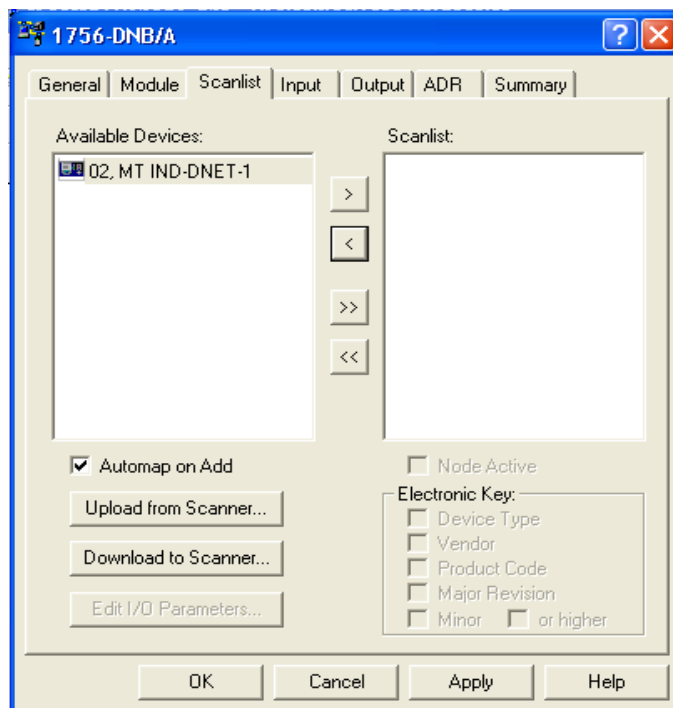 1756-DNB/A
General Module Scanlist Input Output ADR Summary
Available Devices:
Scanlist:
02, MT IND-DNET-1
>
<
>>
<<
Automap on Add
Upload from Scanner...
Download to Scanner...
Edit I/O Parameters...
Node Active
Electronic Key:
Device Type
Vendor
Product Code
Major Revision
Minor or higher
OK Cancel Apply Help